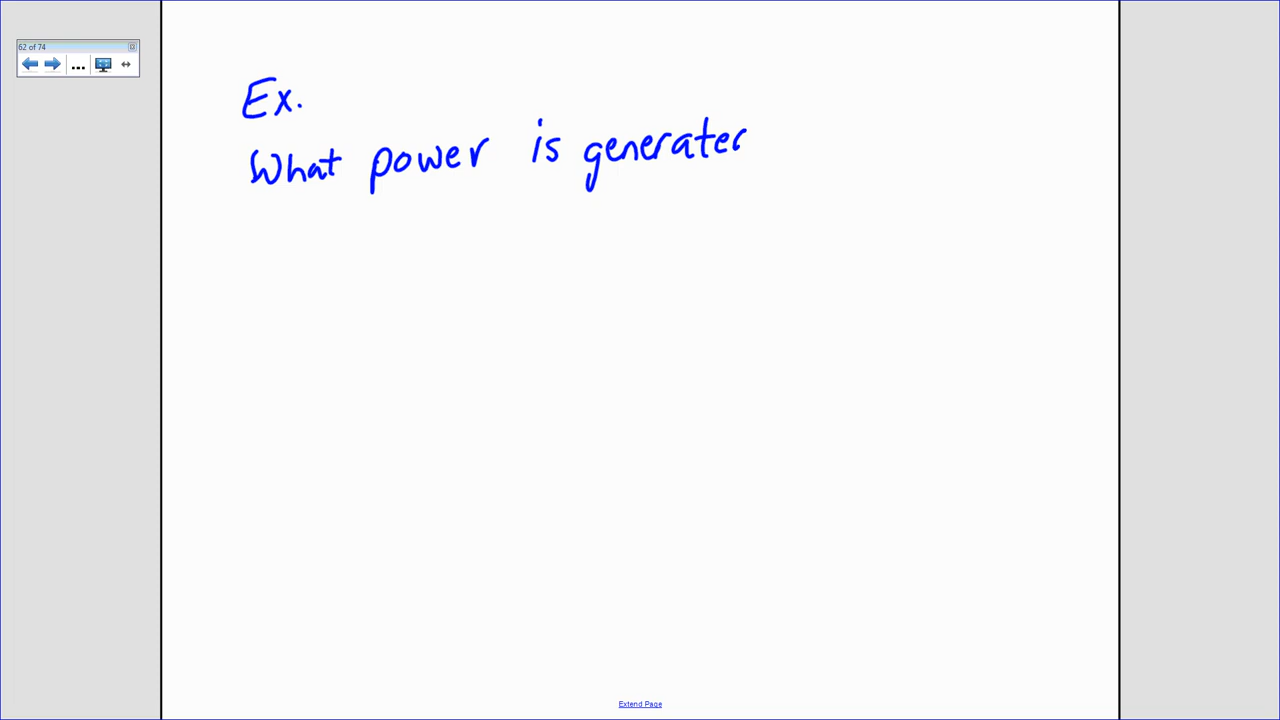 62 of 74
...
Ex.
What power is generater
Extend Page